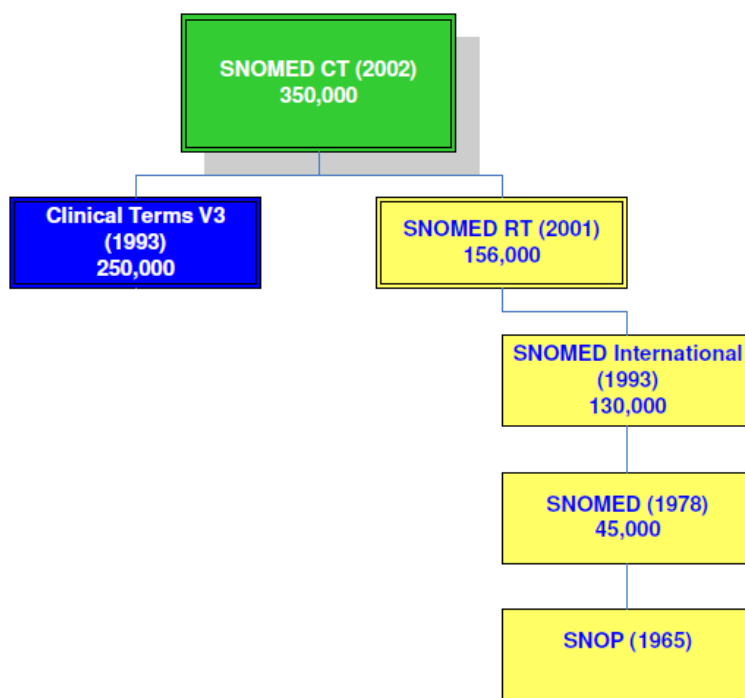 SNOMED CT (2002)
350,000
Clinical Terms V3
(1993)
250,000
SNOMED RT (2001)
156,000
SNOMED International
(1993)
130,000
SNOMED (1978)
45,000
SNOP (1965)